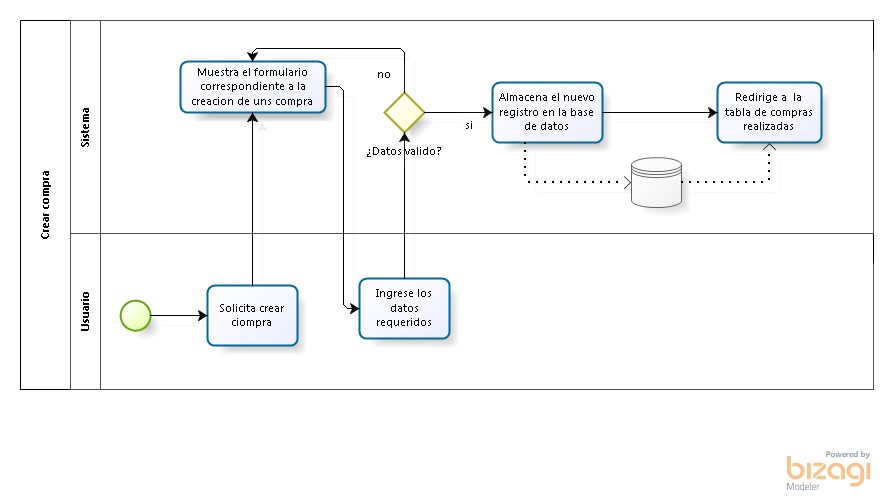 Crear compra
Sistema
Usuario
Muestra el formulario
correspondiente a la
creacion de uns compra
no
¿Datos valido?
si
Almacena el nuevo
registro en la base
de datos
Redirige a la
tabla de compras
realizadas
Solicita crear
ciompra
Ingrese los
datos
requeridos
Powered by
bizagi
Modeler